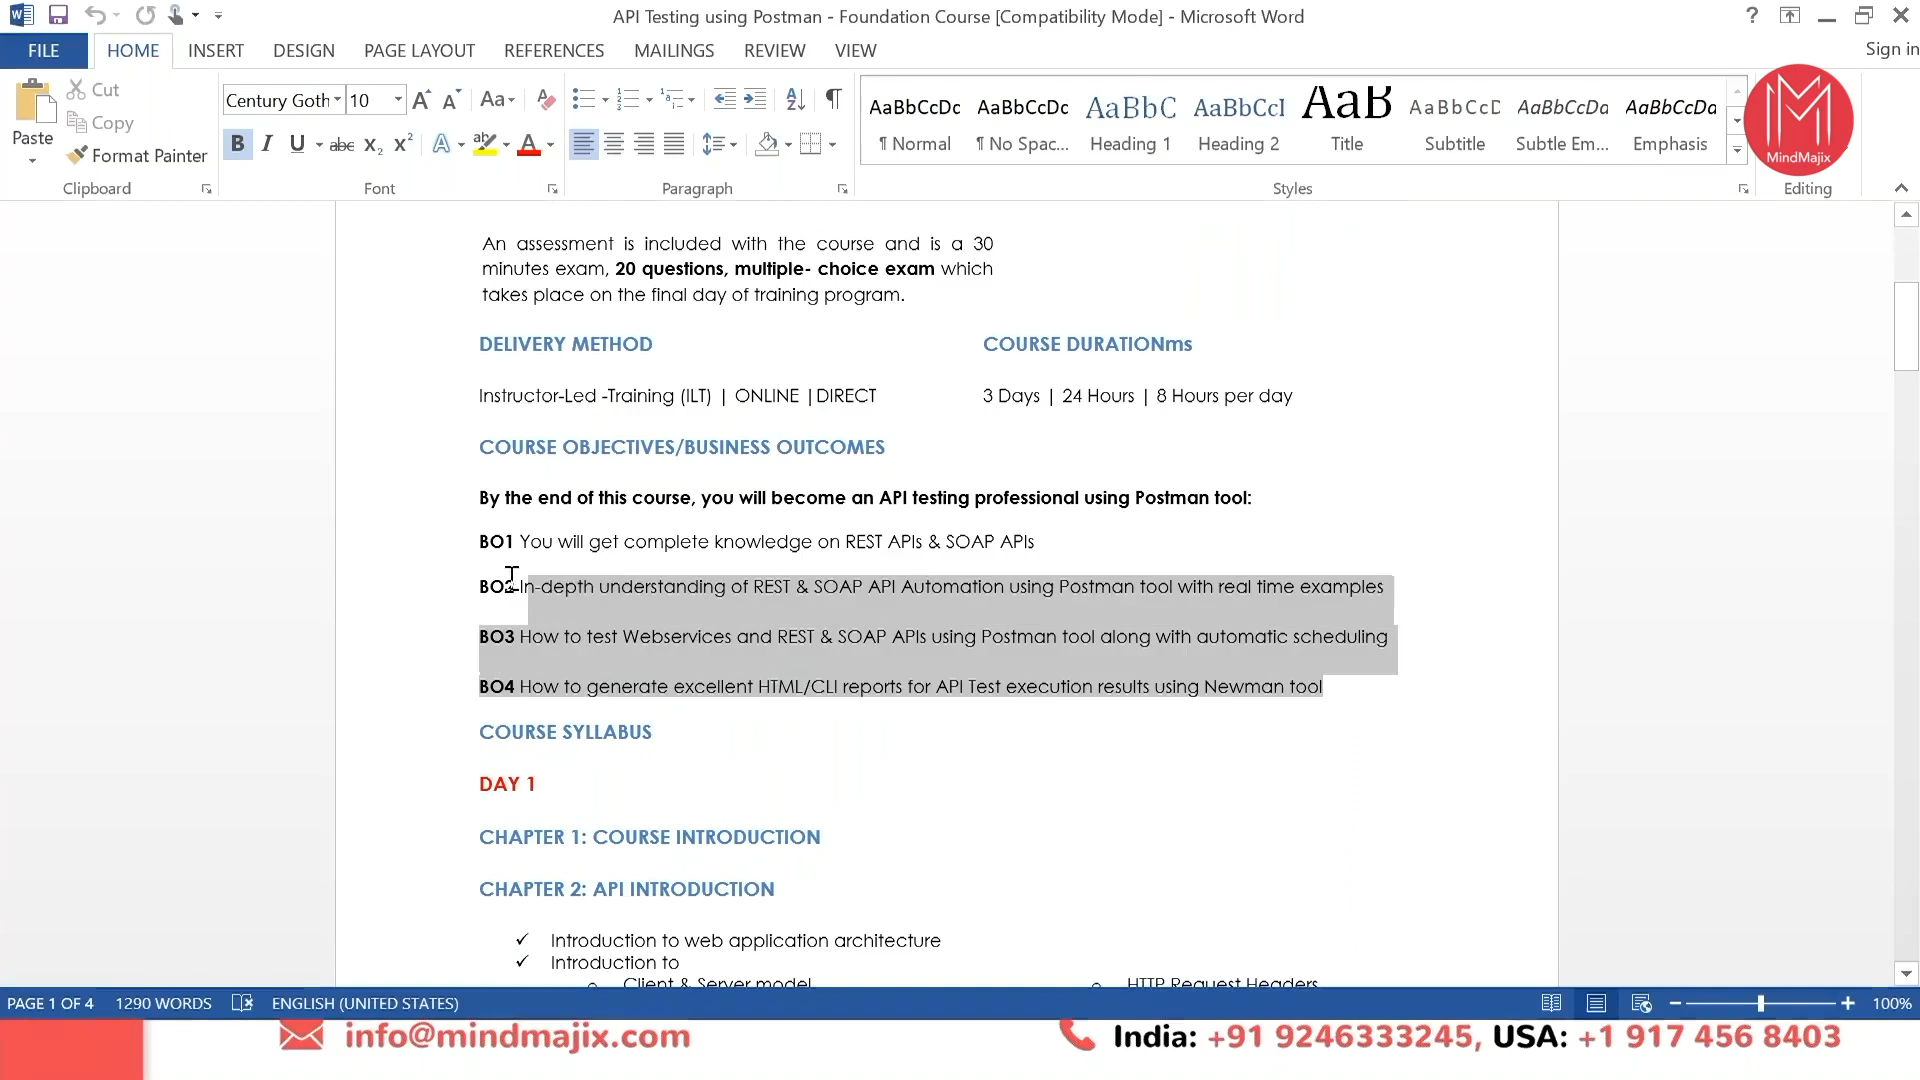 API Testing using Postman - Foundation Course [Compatibility Mode] - Microsoft Word
FILE HOME INSERT DESIGN PAGE LAYOUT REFERENCES MAILINGS REVIEW VIEW Sign in
Paste
Cut
Copy
Format Painter
Clipboard
Century Goth 10
Font
Paragraph
AaBbCcDc AaBbCcDc AaBbC AaBbCcI AaB AaBbCcD AaBbCcDa AaBbCcDa
¶ Normal ¶ No Spac... Heading 1 Heading 2 Title Subtitle Subtle Em... Emphasis
Styles
MindMajix
Editing
An assessment is included with the course and is a 30
minutes exam, 20 questions, multiple- choice exam which
takes place on the final day of training program.
DELIVERY METHOD COURSE DURATIONms
Instructor-Led -Training (ILT) | ONLINE |DIRECT 3 Days | 24 Hours | 8 Hours per day
COURSE OBJECTIVES/BUSINESS OUTCOMES
By the end of this course, you will become an API testing professional using Postman tool:
BO1 You will get complete knowledge on REST APIs & SOAP APIs
BO2 In-depth understanding of REST & SOAP API Automation using Postman tool with real time examples
BO3 How to test Webservices and REST & SOAP APIs using Postman tool along with automatic scheduling
BO4 How to generate excellent HTML/CLI reports for API Test execution results using Newman tool
COURSE SYLLABUS
DAY 1
CHAPTER 1: COURSE INTRODUCTION
CHAPTER 2: API INTRODUCTION
✓ Introduction to web application architecture
✓ Introduction to
o Client & Server model o HTTP Request Headers
PAGE 1 OF 4 1290 WORDS ENGLISH (UNITED STATES) 100%
info@mindmajix.com India: +91 9246333245, USA: +1 917 456 8403